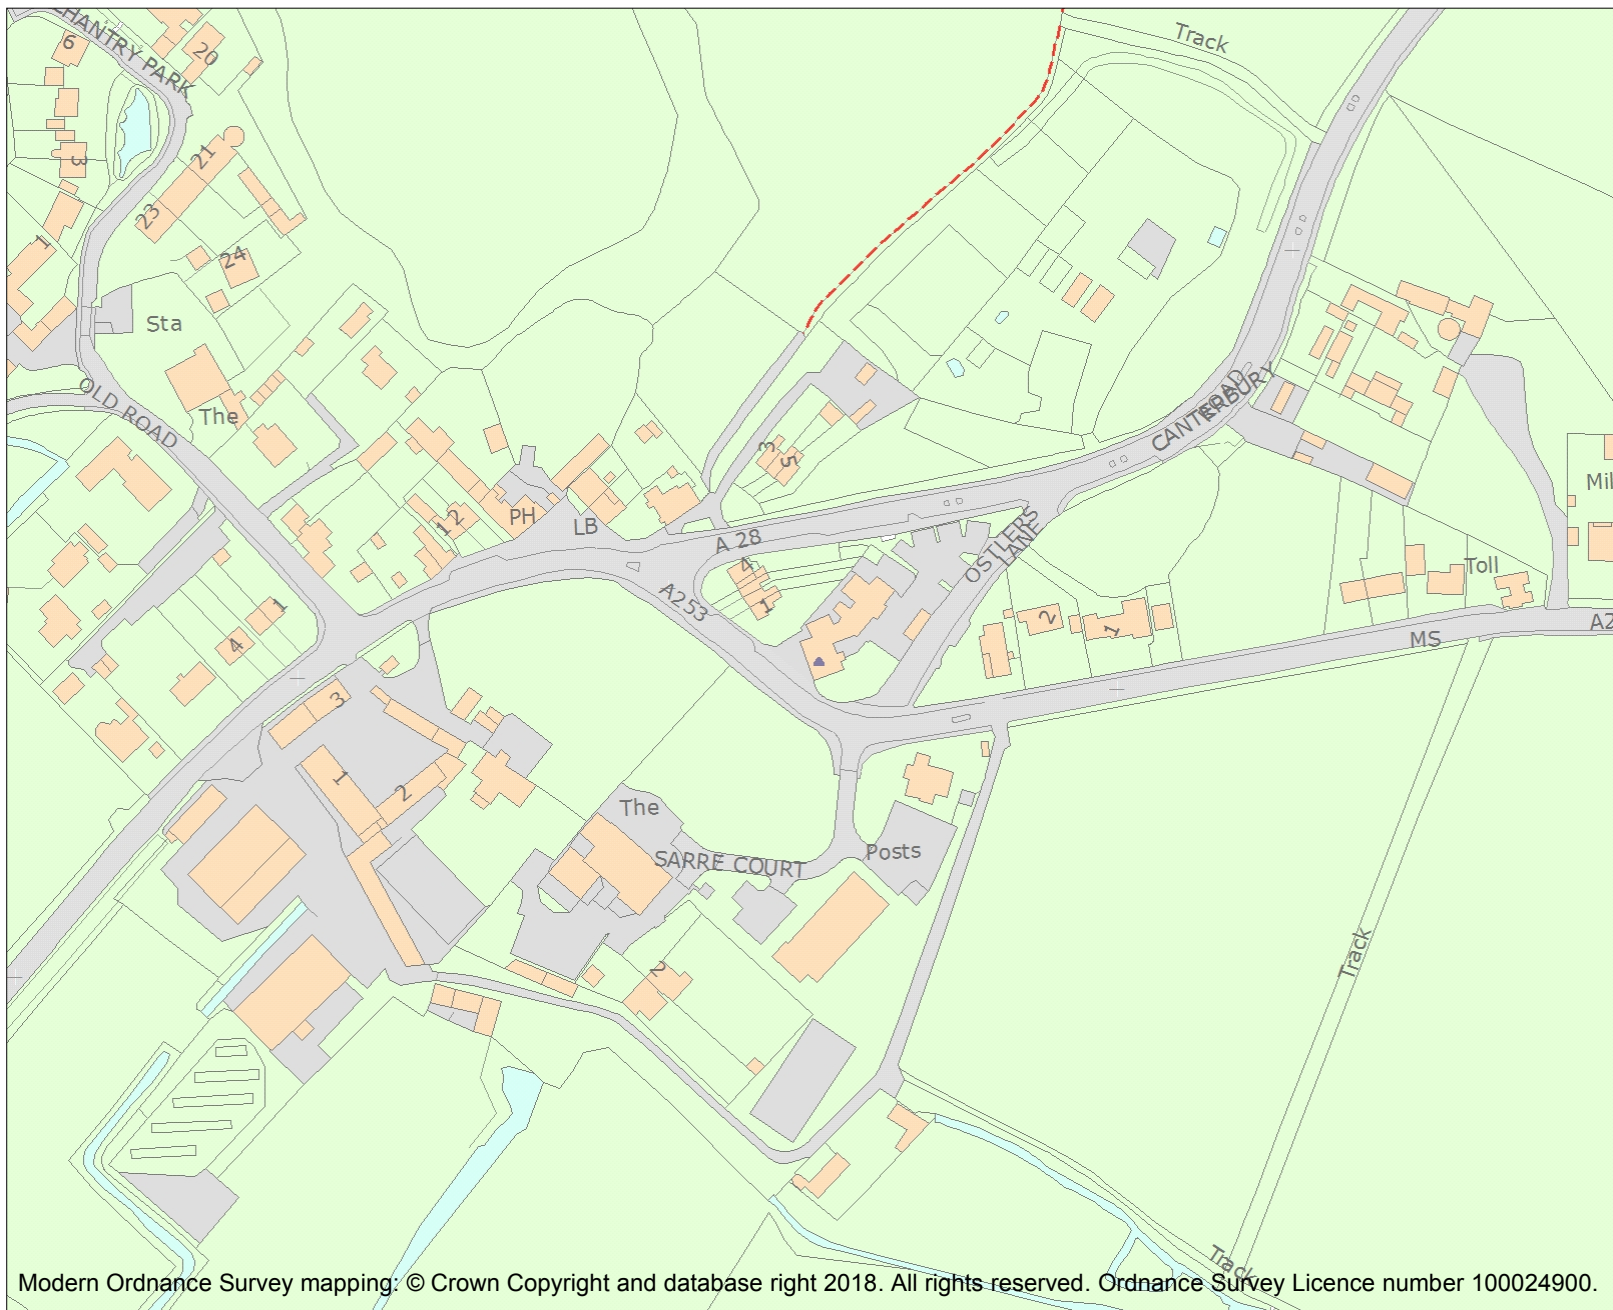 CHANTRY PARK
6
20
Track
3
21
23
1
24
Sta
OLD ROAD
The
CANTERBURY
ROAD
3
5
PH
LB
1 2
A 28
OSTLERS
LANE
4
1
A253
Mil
Toll
2
1
MS
A2
1
4
3
1
2
The
SARRE COURT
Posts
2
Track
Track
Modern Ordnance Survey mapping: © Crown Copyright and database right 2018. All rights reserved. Ordnance Survey Licence number 100024900.